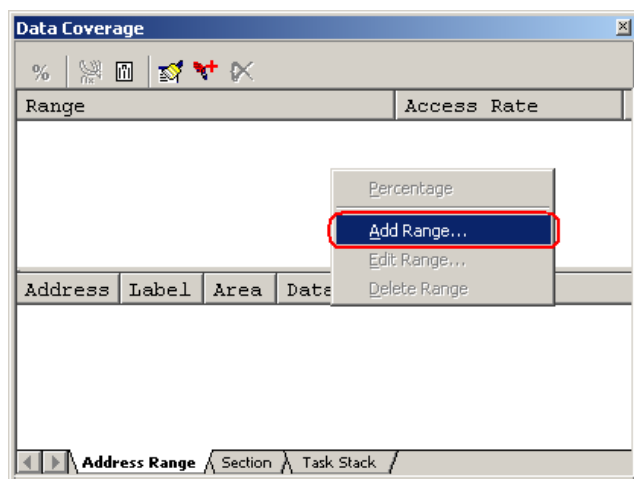 Data Coverage
%
Range Access Rate
Percentage
Add Range...
Edit Range...
Delete Range
Address Label Area Data
Address Range Section Task Stack